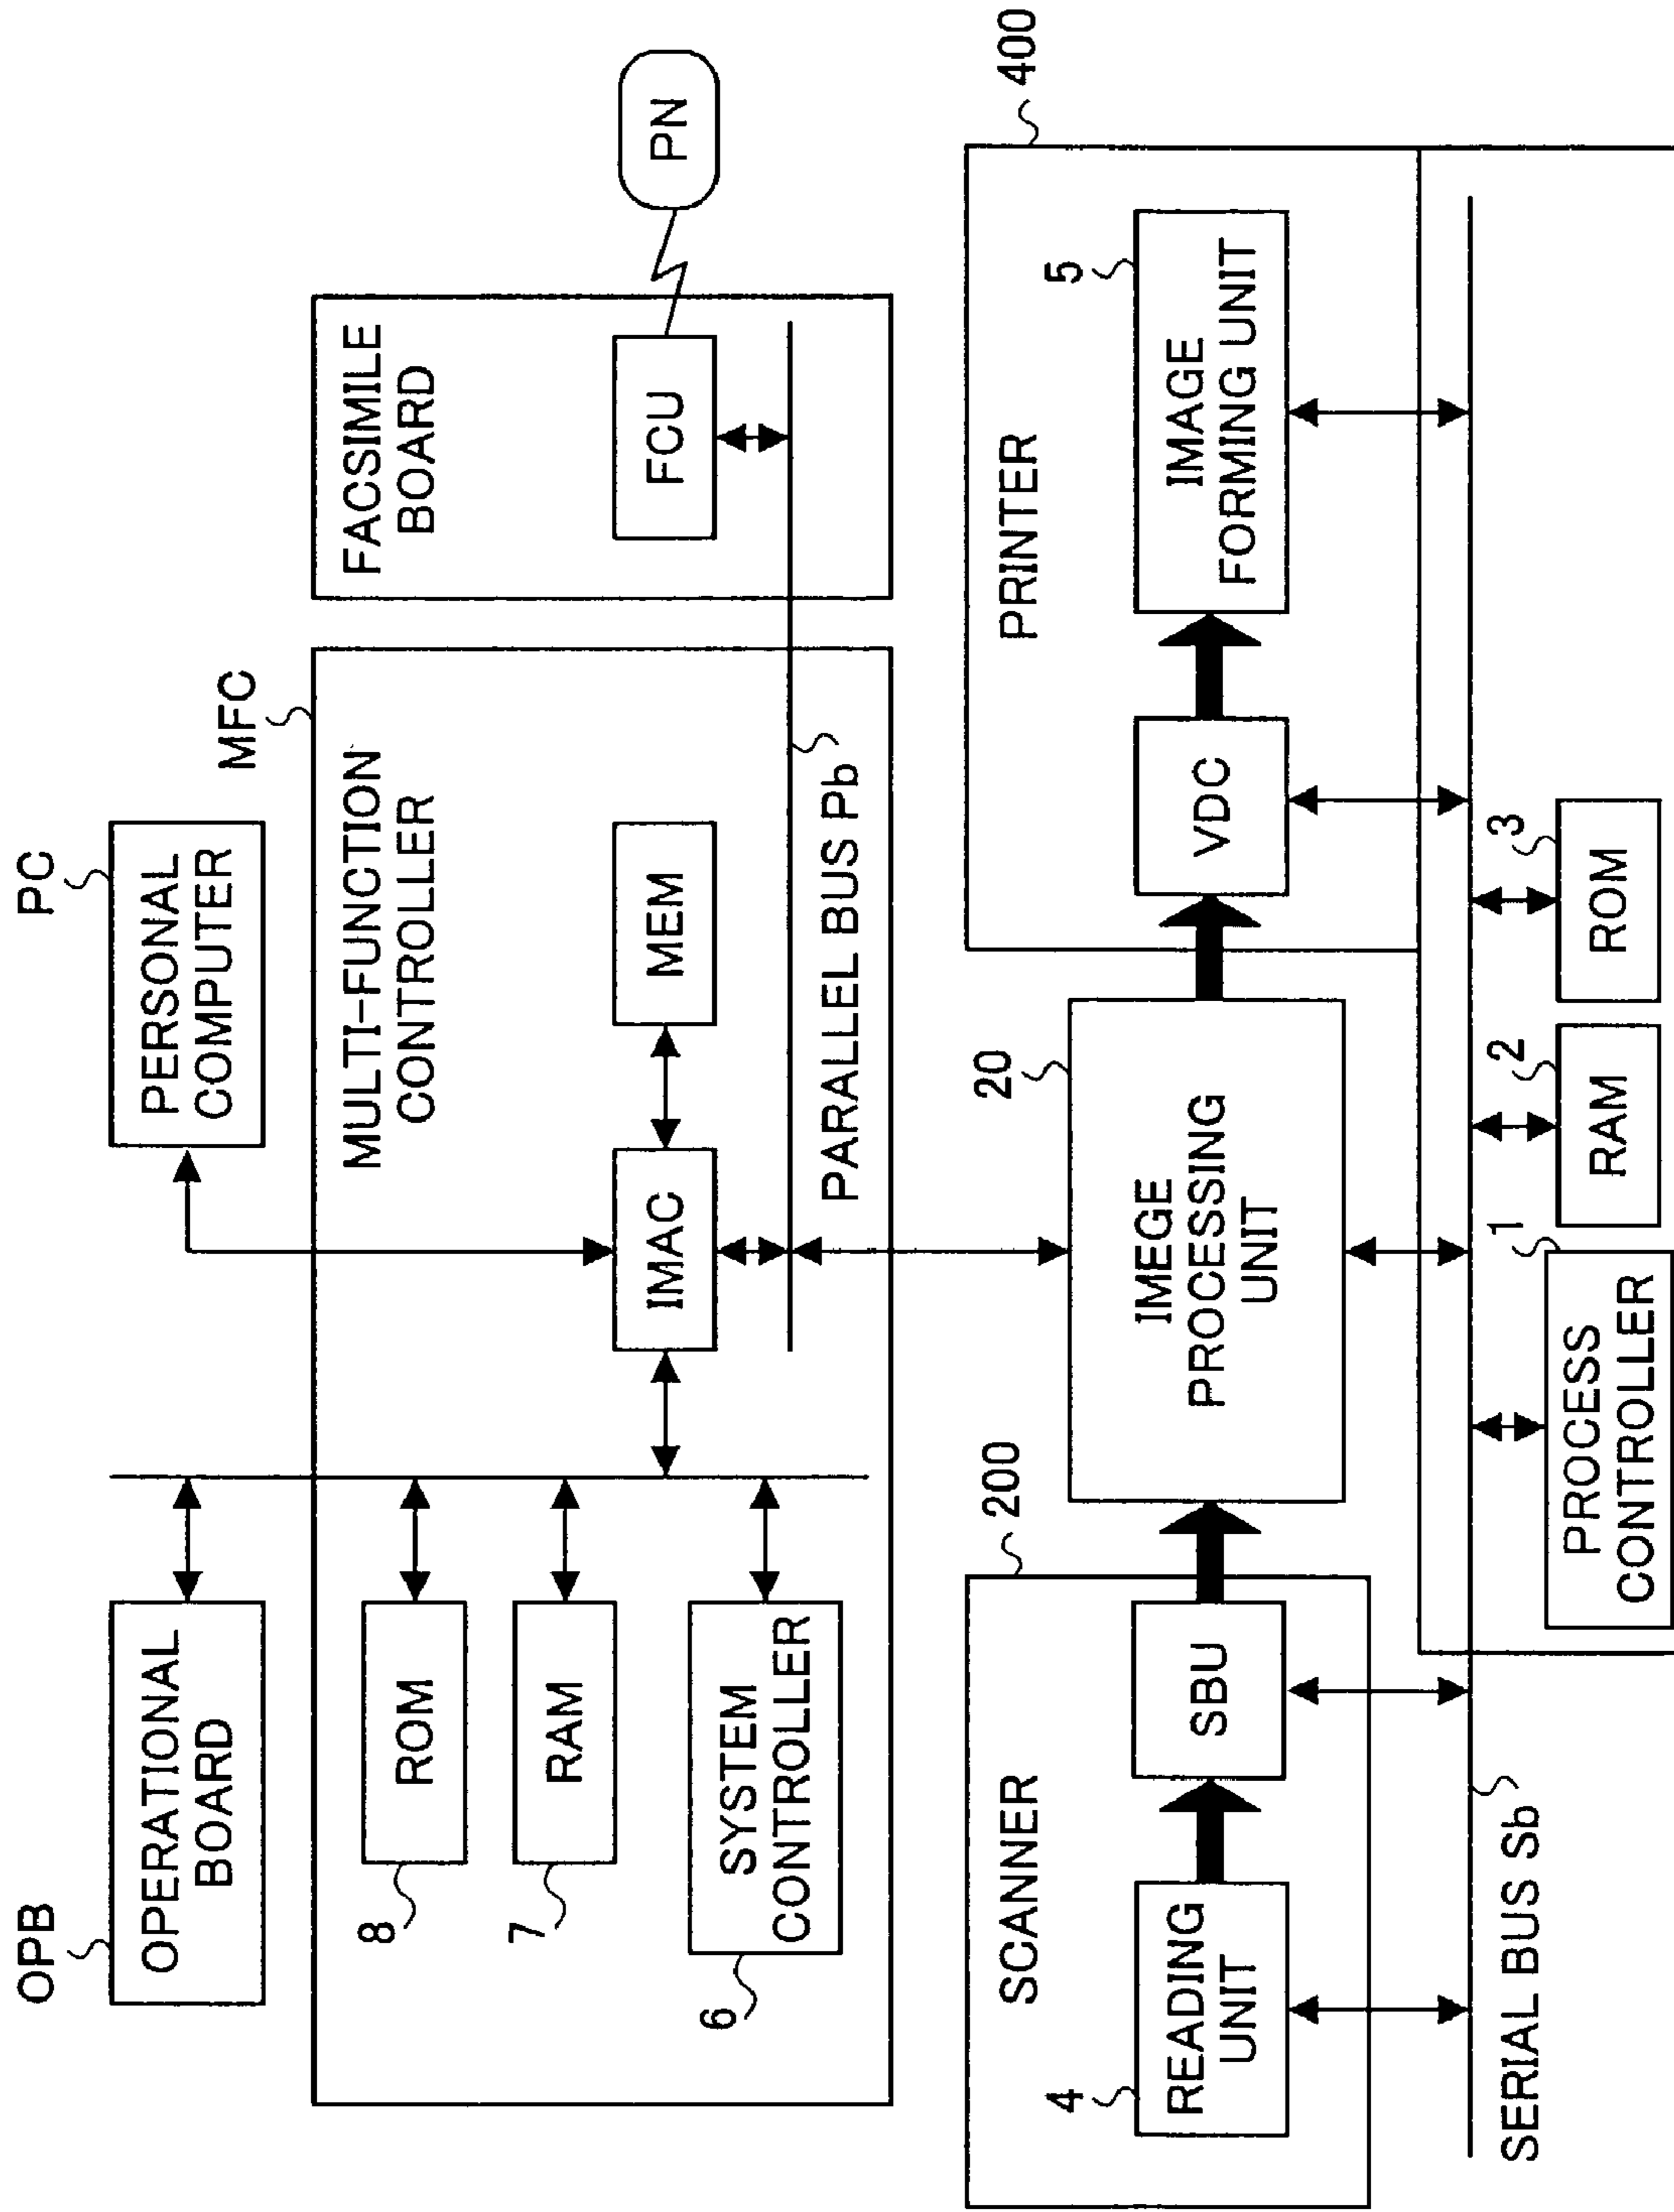 OPB
OPERATIONAL
BOARD
PC
PERSONAL
COMPUTER
MFC
MULTI-FUNCTION
CONTROLLER
8
ROM
7
RAM
6
SYSTEM
CONTROLLER
IMAC
MEM
PARALLEL BUS Pb
FACSIMILE
BOARD
FCU
PN
200
SCANNER
4
READING
UNIT
SBU
20
IMEGE
PROCESSING
UNIT
400
PRINTER
VDC
5
IMAGE
FORMING UNIT
SERIAL BUS Sb
1
PROCESS
CONTROLLER
2
RAM
3
ROM